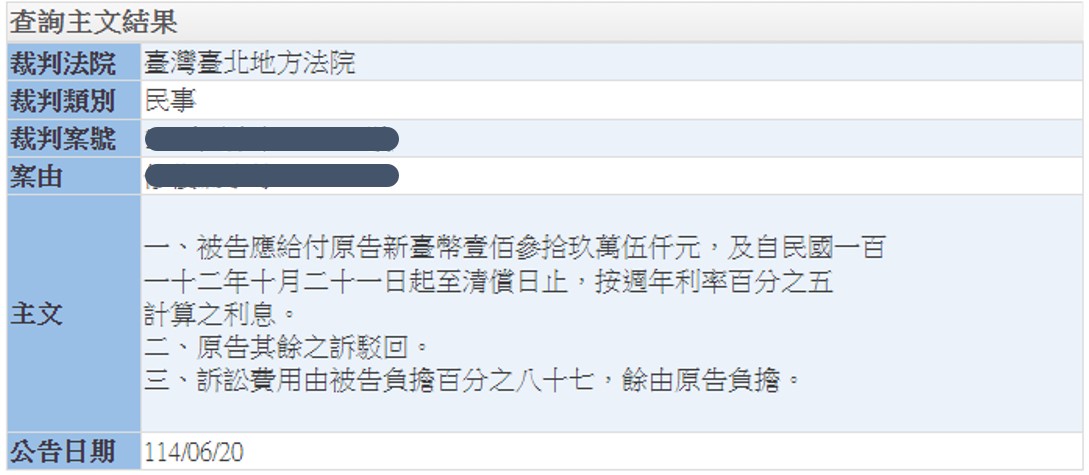 查詢主文結果
裁判法院 臺灣臺北地方法院
裁判類別 民事
裁判案號
案由
主文
一、被告應給付原告新臺幣壹佰參拾玖萬伍仟元，及自民國一百
一十二年十月二十一日起至清償日止，按週年利率百分之五
計算之利息。
二、原告其餘之訴駁回。
三、訴訟費用由被告負擔百分之八十七，餘由原告負擔。
公告日期 114/06/20